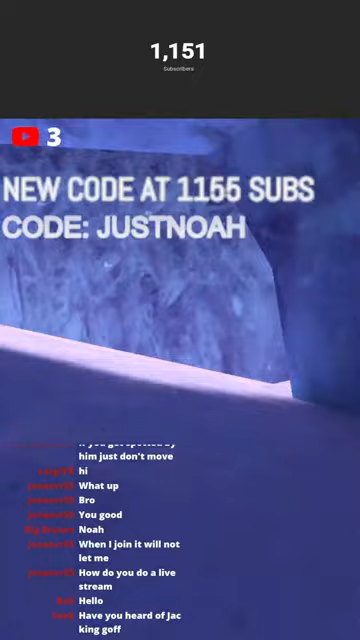 1,151
Subscribers
3
NEW CODE AT 1155 SUBS
CODE: JUSTNOAH
him just don't move
hi
What up
Bro
You good
Noah
When I join it will not
let me
How do you do a live
stream
Hello
Have you heard of Jac
king goff